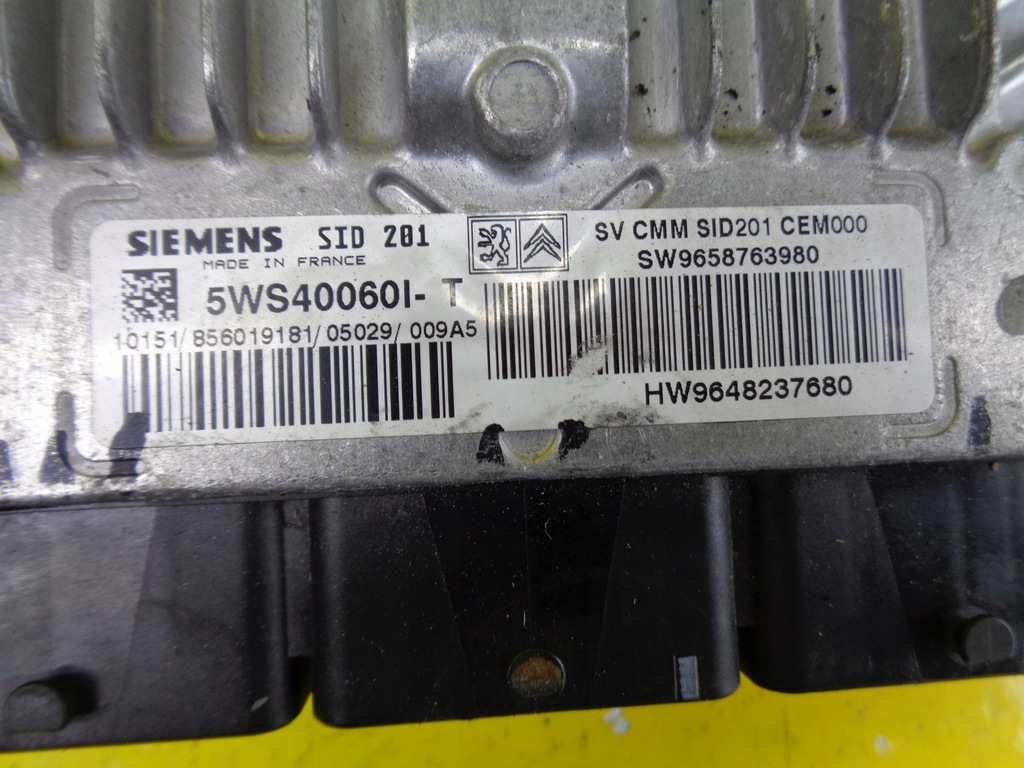 SIEMENS SID 201
MADE IN FRANCE
5WS40060I- T
10151/ 856019181/ 05029/ 009A5
SV CMM SID201 CEM000
SW9658763980
HW9648237680